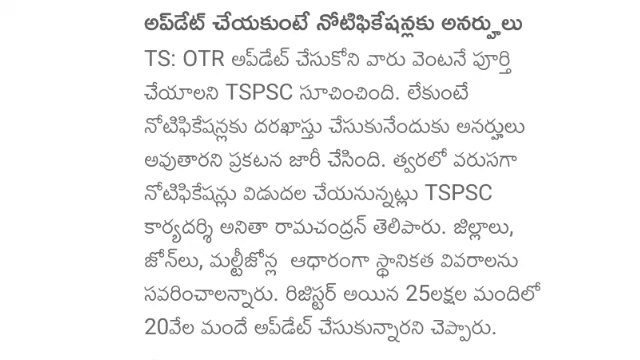 అప్‌డేట్ చేయకుంటే నోటిఫికేషన్లకు అనర్హులు
TS: OTR అప్‌డేట్ చేసుకోని వారు వెంటనే పూర్తి
చేయాలని TSPSC సూచించింది. లేకుంటే
నోటిఫికేషన్లకు దరఖాస్తు చేసుకునేందుకు అనర్హులు
అవుతారని ప్రకటన జారీ చేసింది. త్వరలో వరుసగా
నోటిఫికేషన్లు విడుదల చేయనున్నట్లు TSPSC
కార్యదర్శి అనితా రామచంద్రన్ తెలిపారు. జిల్లాలు,
జోన్‌లు, మల్టీజోన్ల ఆధారంగా స్థానికత వివరాలను
సవరించాలన్నారు. రిజిస్టర్ అయిన 25లక్షల మందిలో
20వేల మందే అప్‌డేట్ చేసుకున్నారని చెప్పారు.